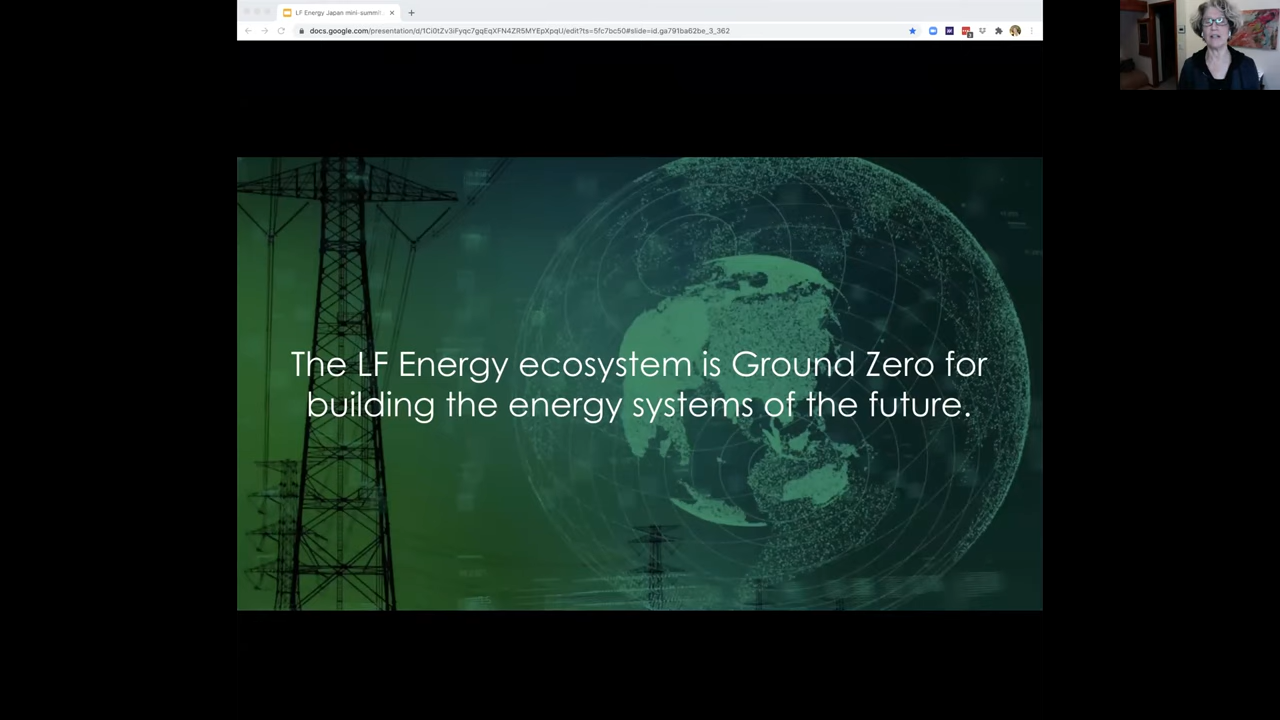 LF Energy Japan mini-summi
docs.google.com/presentation/d/1Ci0tZv3iFyqc7gqEqXFN4ZR5MYEpXpqU/edit?ts=5fc7bc50#slide=id.ga791ba62be_3_362
The LF Energy ecosystem is Ground Zero for
building the energy systems of the future.